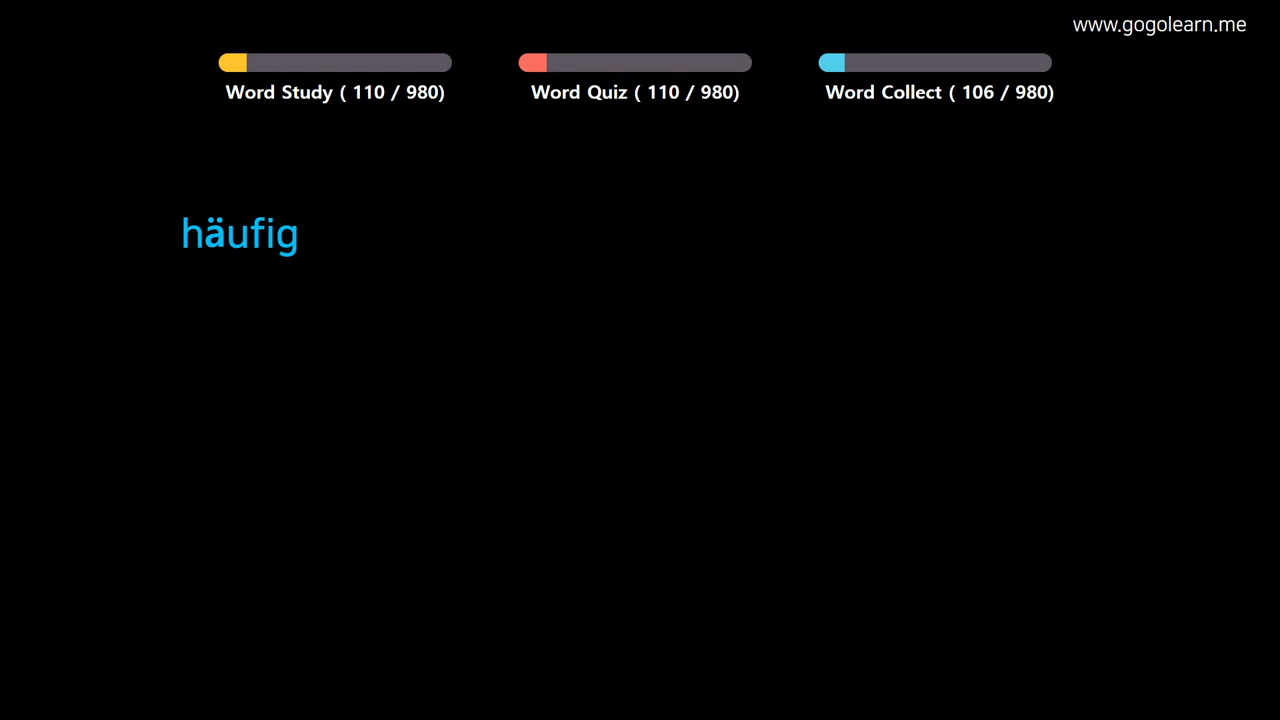 www.gogolearn.me
Word Study ( 110 / 980)
Word Quiz ( 110 / 980)
Word Collect ( 106 / 980)
häufig